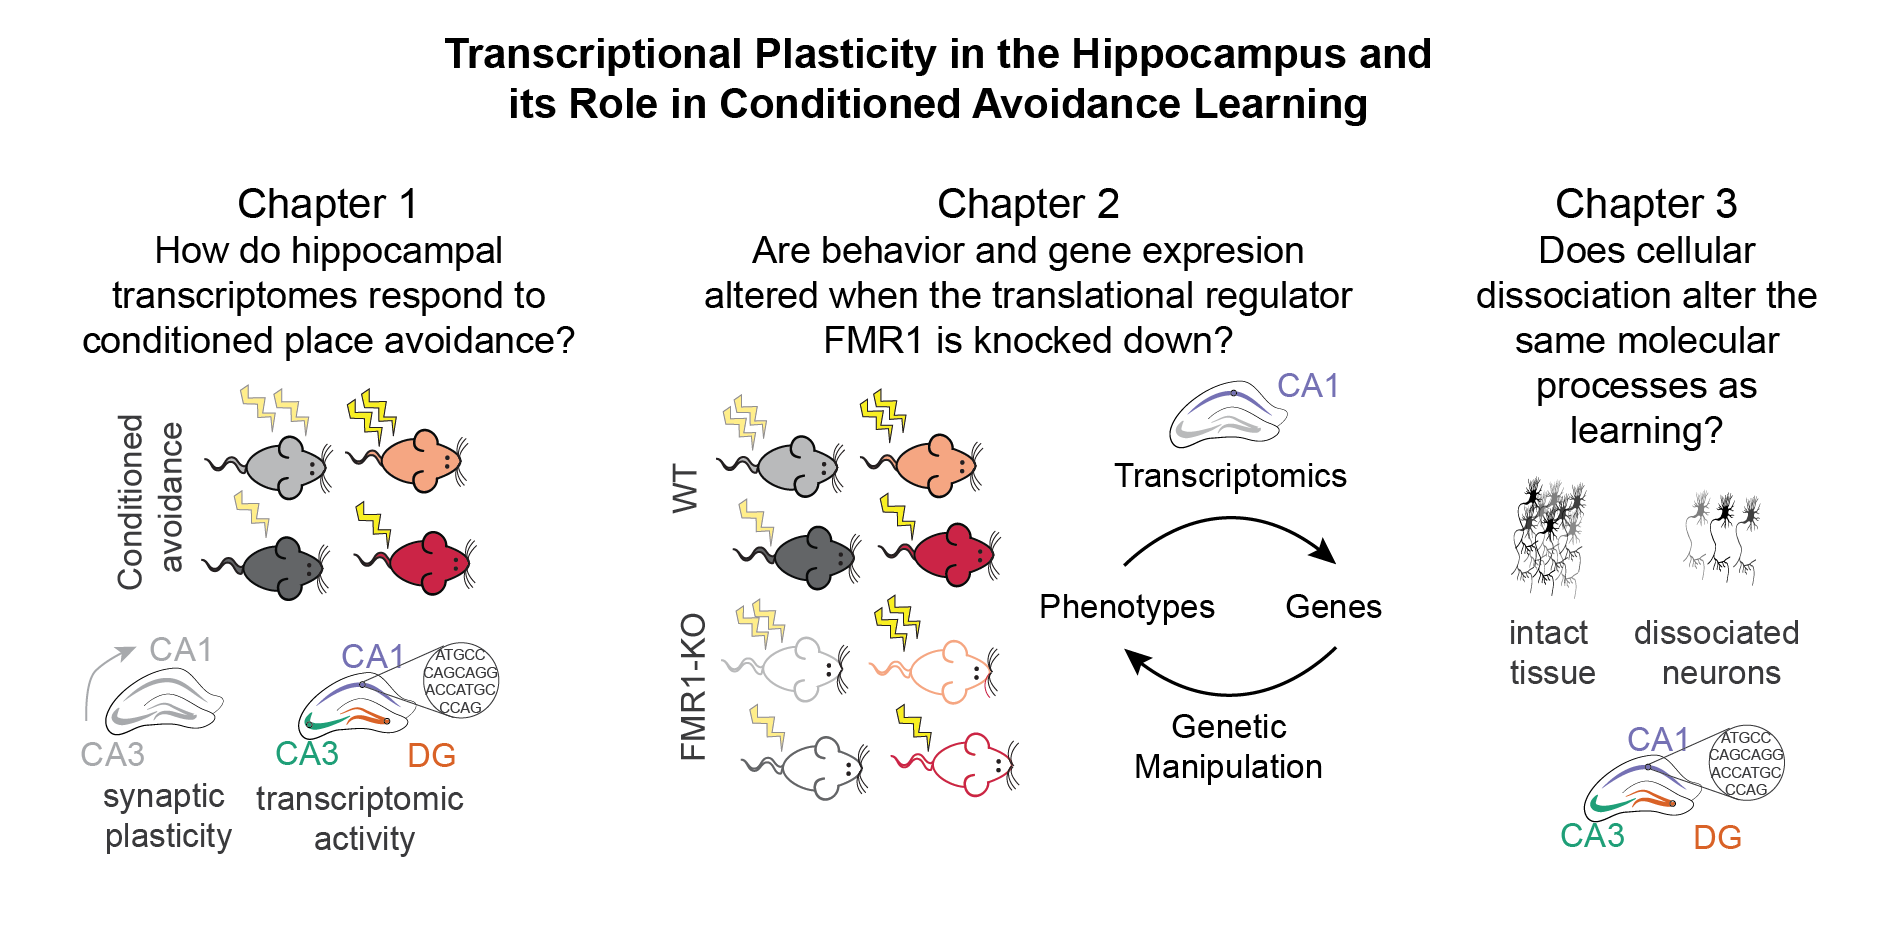 Transcriptional Plasticity in the Hippocampus and
its Role in Conditioned Avoidance Learning
Chapter 1
How do hippocampal
transcriptomes respond to
conditioned place avoidance?
Conditioned
avoidance
CA1
CA3
synaptic
plasticity
CA1
ATGCC
CAGCAGG
ACCATGC
CCAG
CA3
DG
transcriptomic
activity
Chapter 2
Are behavior and gene expresion
altered when the translational regulator
FMR1 is knocked down?
WT
FMR1-KO
CA1
Transcriptomics
Phenotypes
Genes
Genetic
Manipulation
Chapter 3
Does cellular
dissociation alter the
same molecular
processes as
learning?
intact
tissue
dissociated
neurons
CA1
ATGCC
CAGCAGG
ACCATGC
CCAG
CA3
DG